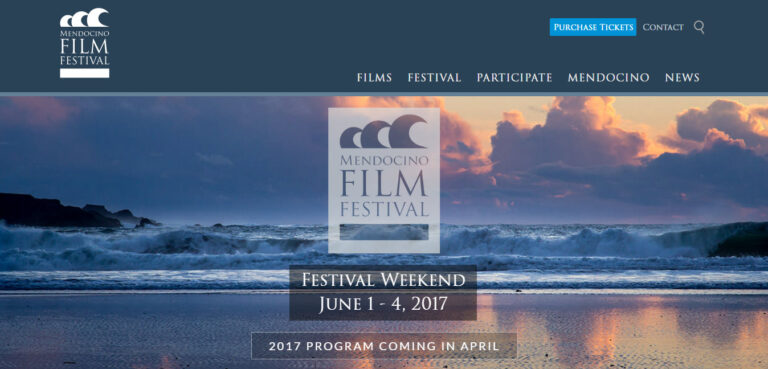 MENDOCINO
FILM
FESTIVAL
PURCHASE TICKETS
CONTACT
FILMS
FESTIVAL
PARTICIPATE
MENDOCINO
NEWS
MENDOCINO
FILM
FESTIVAL
FESTIVAL WEEKEND
JUNE 1 - 4, 2017
2017 PROGRAM COMING IN APRIL